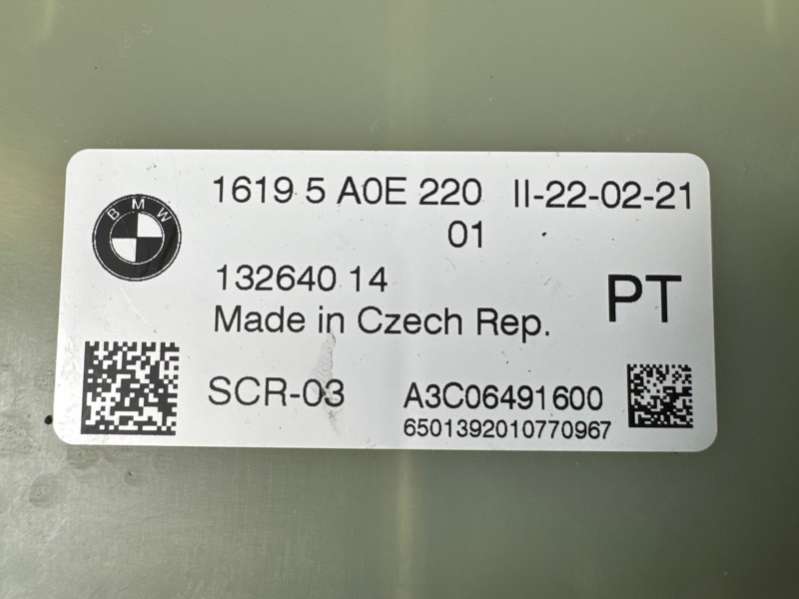 BMW
1619 5 A0E 220 II-22-02-21
01
132640 14
Made in Czech Rep.
PT
SCR-03 A3C06491600
6501392010770967